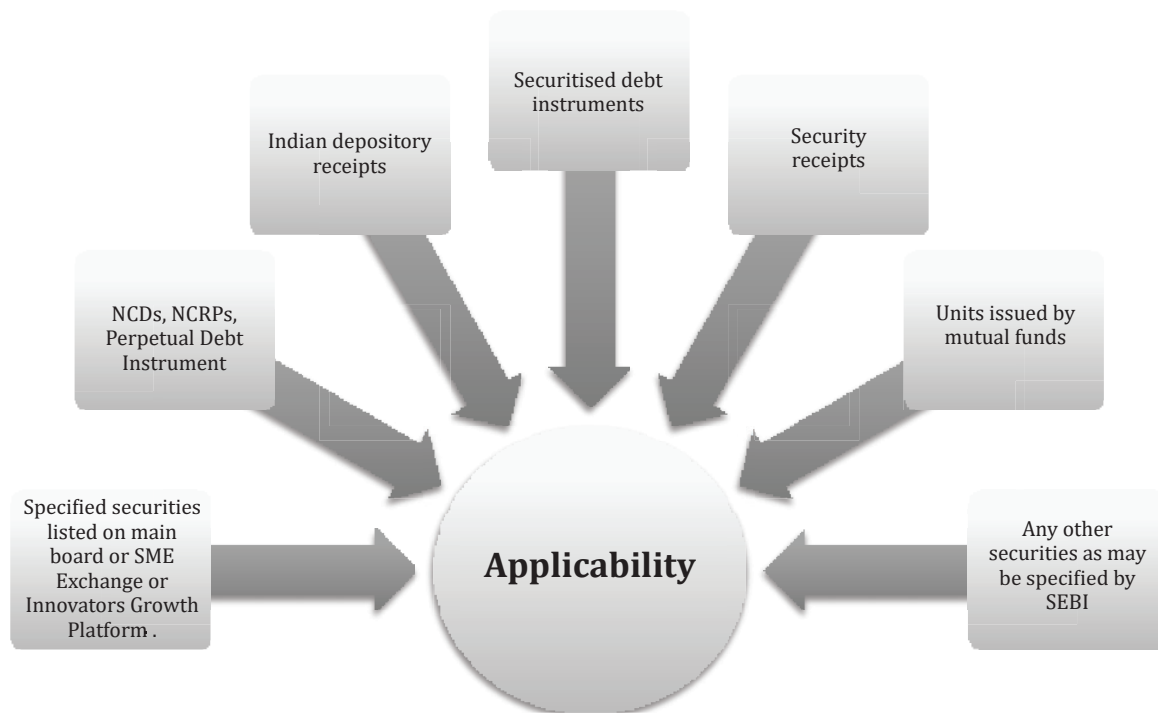 Securitised debt
instruments
Indian depository
receipts
Security
receipts
NCDs, NCRPs,
Perpetual Debt
Instrument
Units issued by
mutual funds
Specified securities
listed on main
board or SME
Exchange or
Innovators Growth
Platform .
Applicability
Any other
securities as may
be specified by
SEBI